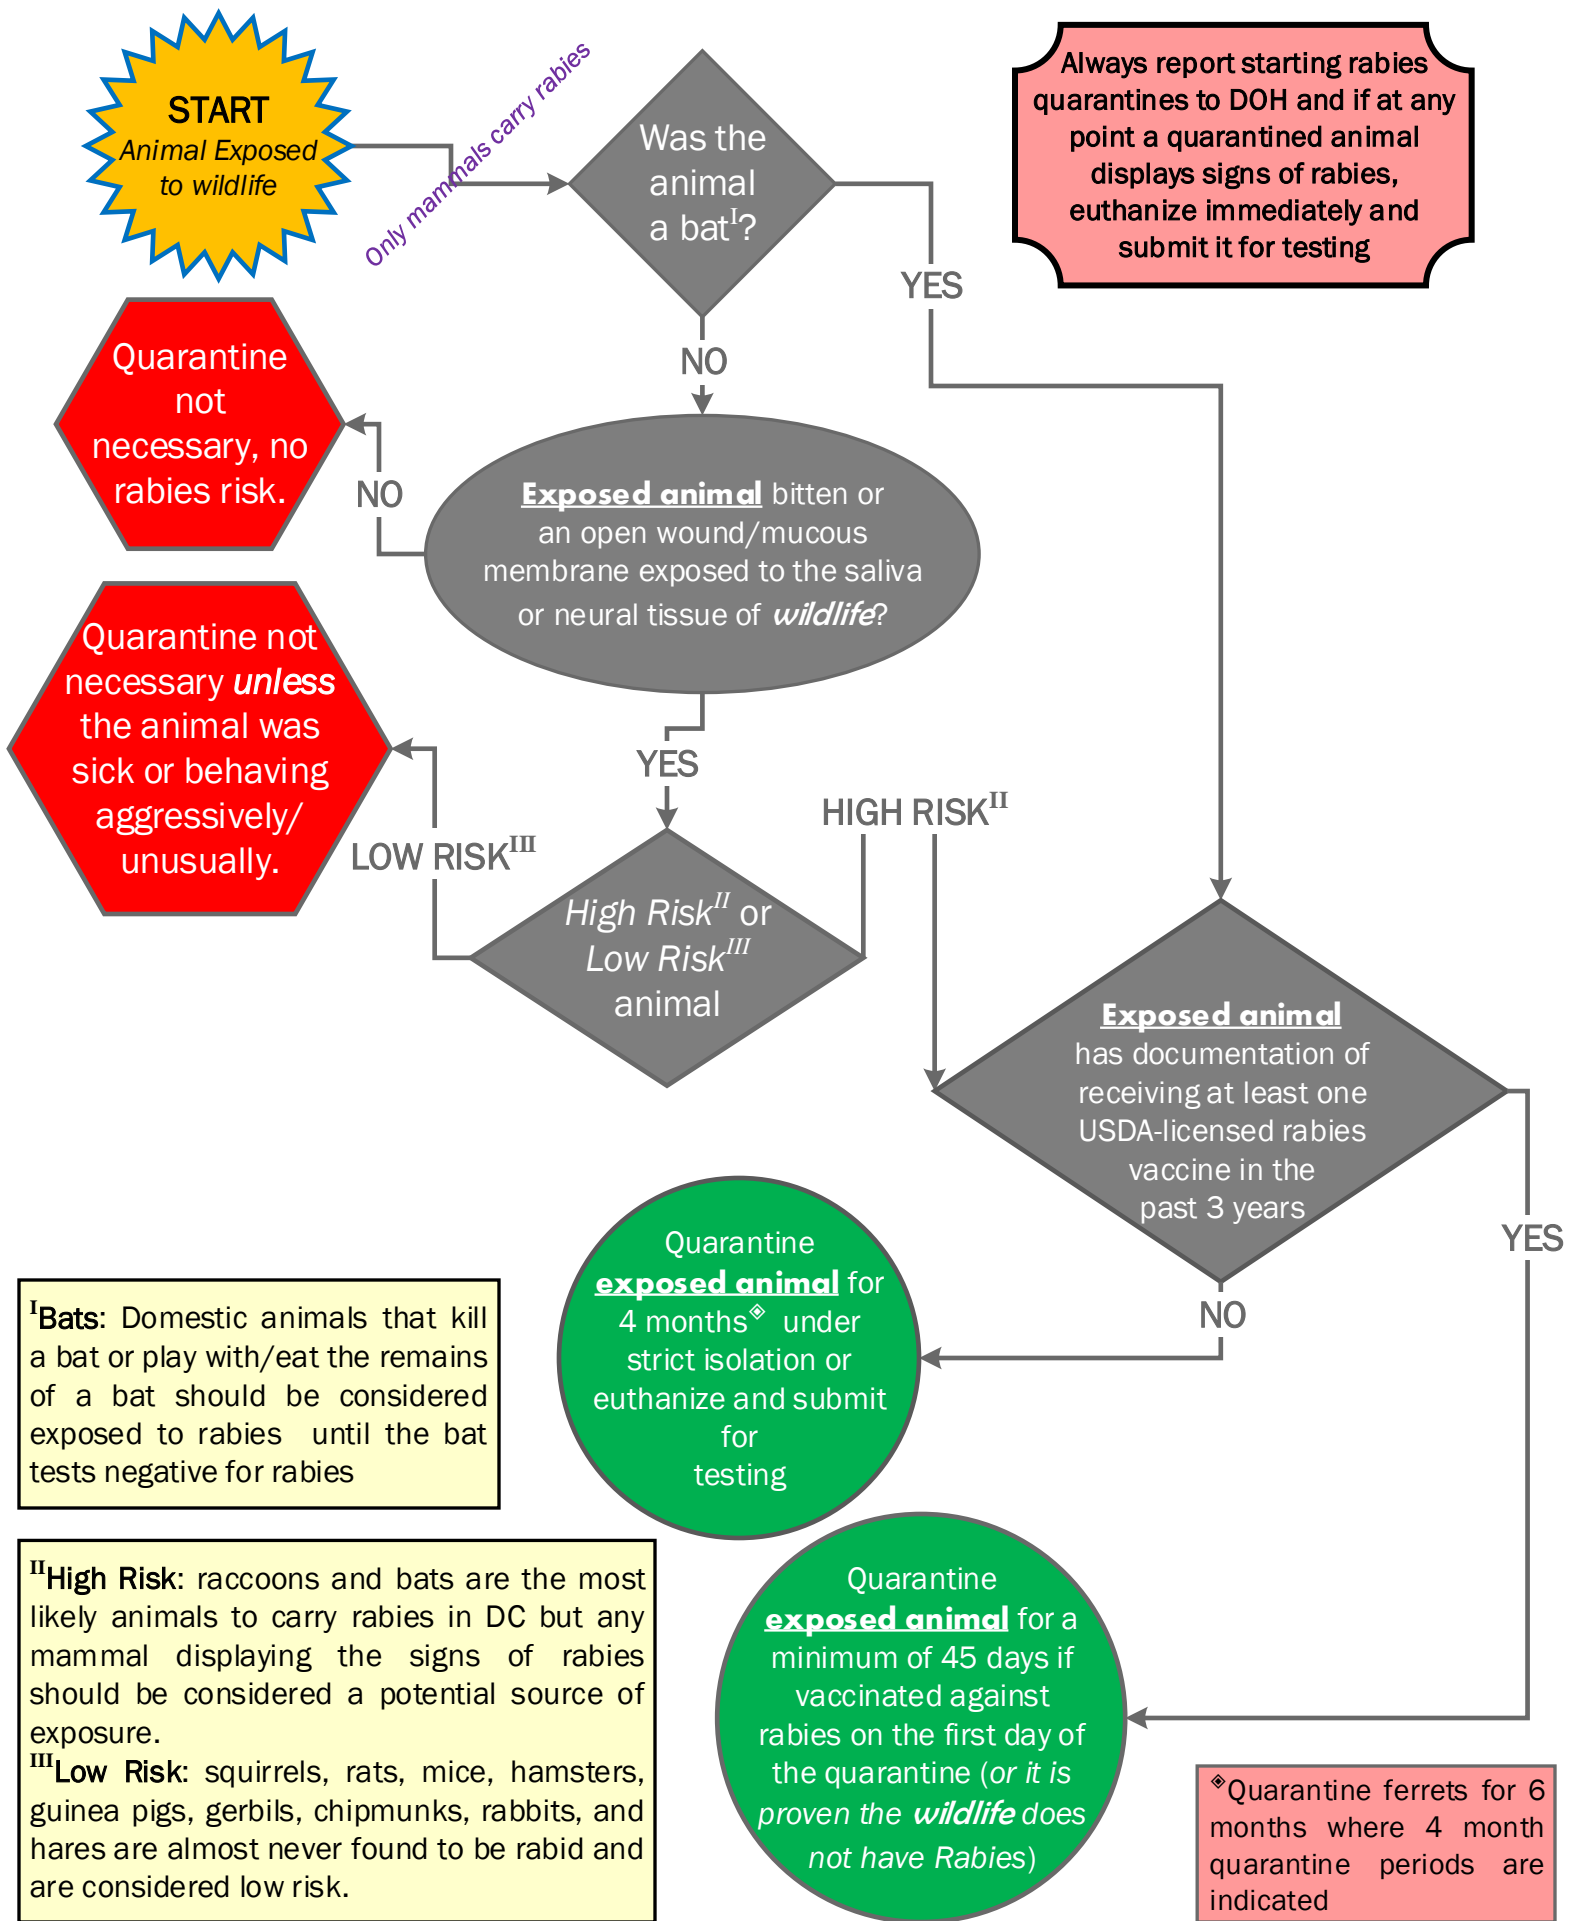 START
Animal Exposed
to wildlife
Only mammals carry rabies
Was the
animal
a batᴵ?
Always report starting rabies
quarantines to DOH and if at any
point a quarantined animal
displays signs of rabies,
euthanize immediately and
submit it for testing
YES
NO
Quarantine
not
necessary, no
rabies risk.
NO
Exposed animal bitten or
an open wound/mucous
membrane exposed to the saliva
or neural tissue of wildlife?
Quarantine not
necessary unless
the animal was
sick or behaving
aggressively/
unusually.
YES
LOW RISKᴵᴵᴵ
HIGH RISKᴵᴵ
High Riskᴵᴵ or
Low Riskᴵᴵᴵ
animal
Exposed animal
has documentation of
receiving at least one
USDA-licensed rabies
vaccine in the
past 3 years
YES
NO
Quarantine
exposed animal for
4 months◈ under
strict isolation or
euthanize and submit
for
testing
ᴵBats: Domestic animals that kill
a bat or play with/eat the remains
of a bat should be considered
exposed to rabies until the bat
tests negative for rabies
ᴵᴵHigh Risk: raccoons and bats are the most
likely animals to carry rabies in DC but any
mammal displaying the signs of rabies
should be considered a potential source of
exposure.
ᴵᴵᴵLow Risk: squirrels, rats, mice, hamsters,
guinea pigs, gerbils, chipmunks, rabbits, and
hares are almost never found to be rabid and
are considered low risk.
Quarantine
exposed animal for a
minimum of 45 days if
vaccinated against
rabies on the first day of
the quarantine (or it is
proven the wildlife does
not have Rabies)
◈Quarantine ferrets for 6
months where 4 month
quarantine periods are
indicated